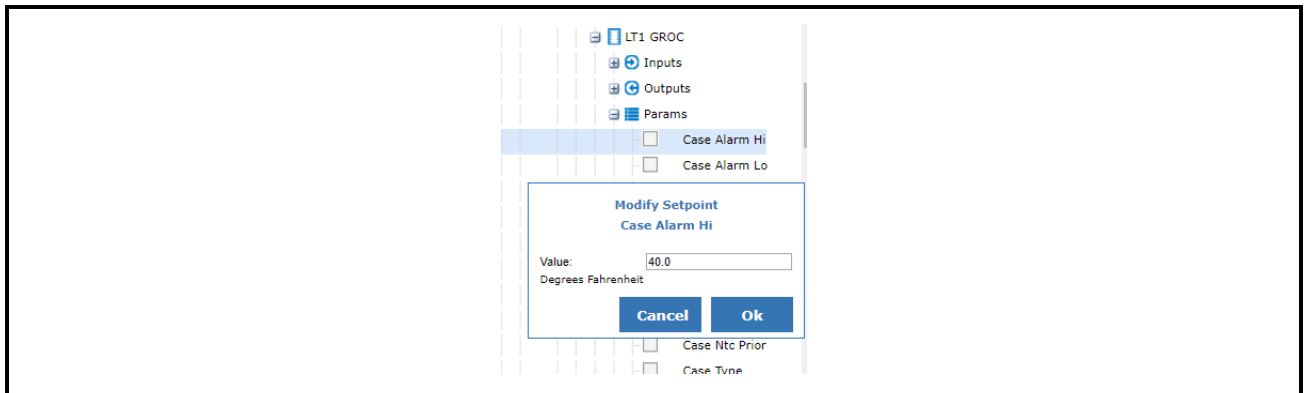 LT1 GROC
Inputs
Outputs
Params
Case Alarm Hi
Case Alarm Lo
Modify Setpoint
Case Alarm Hi
Value: 40.0
Degrees Fahrenheit
Cancel Ok
Case Ntc Prior
Case Type